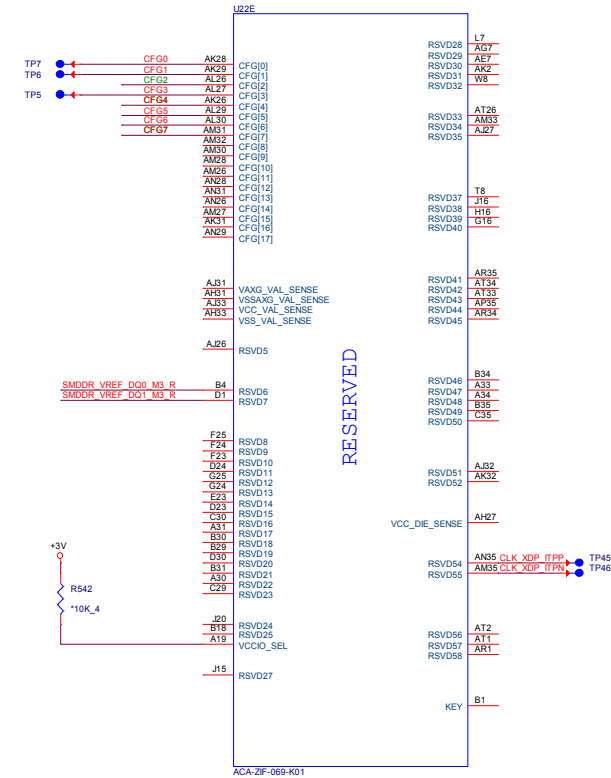 U22E
TP7 CFG0 AK28 CFG[0]
TP6 CFG1 AK29 CFG[1]
CFG2 AL26 CFG[2]
TP5 CFG3 AL27 CFG[3]
CFG4 AK26 CFG[4]
CFG5 AL29 CFG[5]
CFG6 AL30 CFG[6]
CFG7 AM31 CFG[7]
AM32 CFG[8]
AM30 CFG[9]
AM28 CFG[10]
AM26 CFG[11]
AN28 CFG[12]
AN31 CFG[13]
AN26 CFG[14]
AM27 CFG[15]
AK31 CFG[16]
AN29 CFG[17]
AJ31 VAXG_VAL_SENSE
AH31 VSSAXG_VAL_SENSE
AJ33 VCC_VAL_SENSE
AH33 VSS_VAL_SENSE
AJ26 RSVD5
SMDDR_VREF_DQ0_M3_R B4 RSVD6
SMDDR_VREF_DQ1_M3_R D1 RSVD7
F25 RSVD8
F24 RSVD9
F23 RSVD10
D24 RSVD11
G25 RSVD12
G24 RSVD13
E23 RSVD14
D23 RSVD15
C30 RSVD16
A31 RSVD17
B30 RSVD18
B29 RSVD19
D30 RSVD20
B31 RSVD21
A30 RSVD22
C29 RSVD23
+3V
R542
*10K_4
J20 RSVD24
B18 RSVD25
A19 VCCIO_SEL
J15 RSVD27
RESERVED
RSVD28 L7
RSVD29 AG7
RSVD30 AE7
RSVD31 AK2
RSVD32 W8
RSVD33 AT26
RSVD34 AM33
RSVD35 AJ27
RSVD37 T8
RSVD38 J16
RSVD39 H16
RSVD40 G16
RSVD41 AR35
RSVD42 AT34
RSVD43 AT33
RSVD44 AP35
RSVD45 AR34
RSVD46 B34
RSVD47 A33
RSVD48 A34
RSVD49 B35
RSVD50 C35
RSVD51 AJ32
RSVD52 AK32
VCC_DIE_SENSE AH27
RSVD54 AN35 CLK_XDP_ITPP TP45
RSVD55 AM35 CLK_XDP_ITPN TP46
RSVD56 AT2
RSVD57 AT1
RSVD58 AR1
KEY B1
ACA-ZIF-069-K01